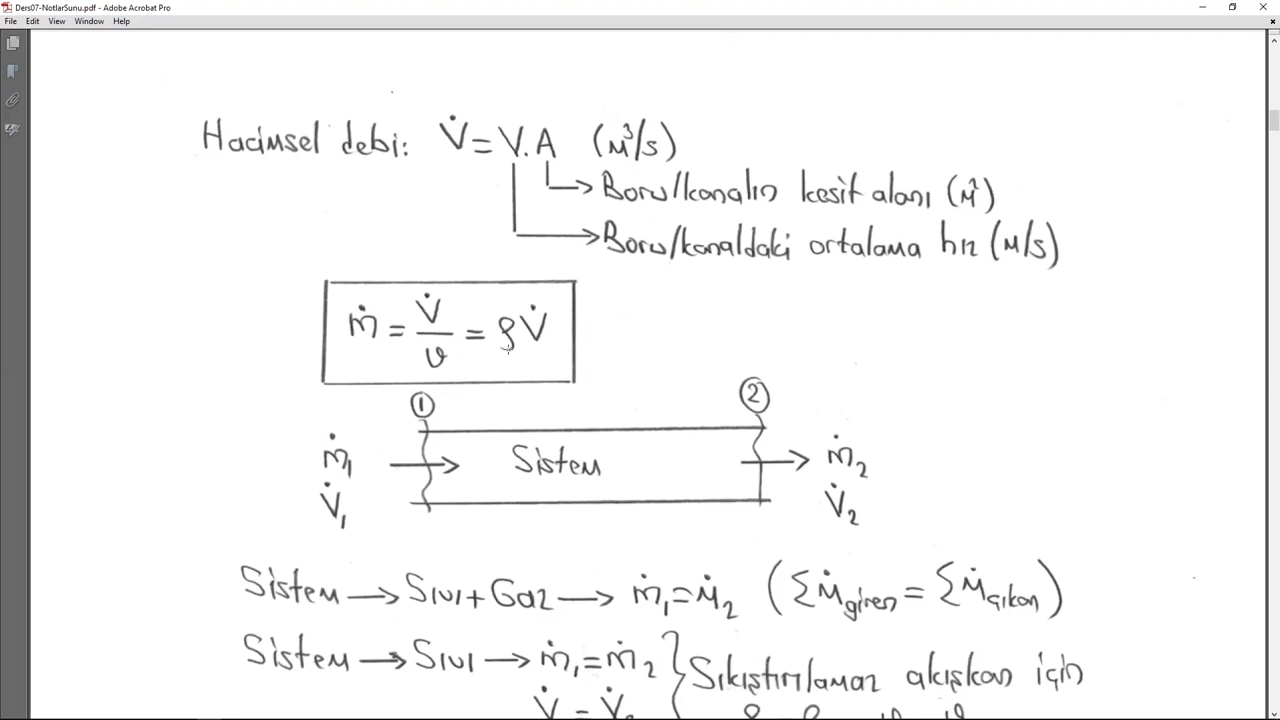 Ders07-NotlarSunu.pdf - Adobe Acrobat Pro
File Edit View Window Help
Hacimsel debi: V̇ = V.A (m³/s)
Boru/kanalın kesit alanı (m²)
Boru/kanaldaki ortalama hız (m/s)
ṁ = V̇/υ = ρV̇
① ②
ṁ₁ Sistem ṁ₂
V̇₁ V̇₂
Sistem → Sıvı+Gaz → ṁ₁=ṁ₂ (Σṁgiren = Σṁçıkan)
Sistem → Sıvı → ṁ₁=ṁ₂ } Sıkıştırılamaz akışkan için
V̇ = V̇₂